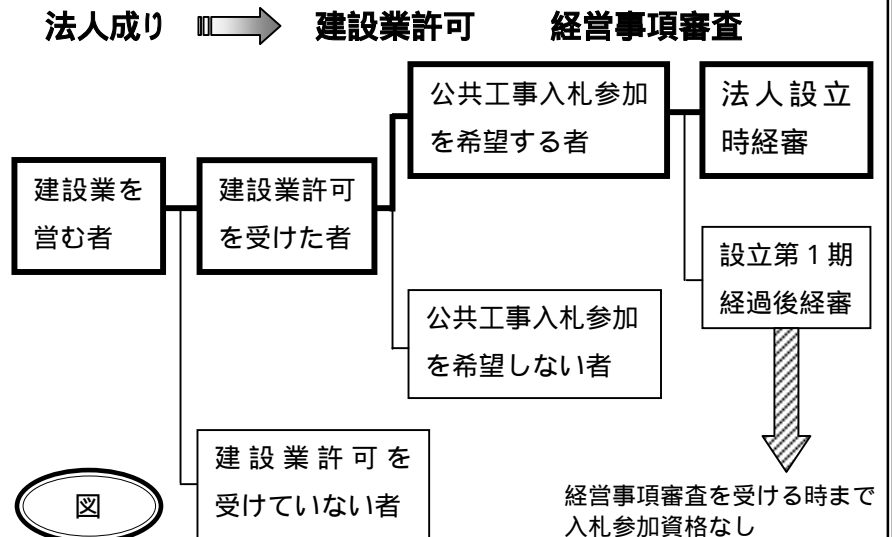 法人成り 建設業許可 経営事項審査
公共工事入札参加
を希望する者
法人設立
時経審
建設業を
営む者
建設業許可
を受けた者
設立第1期
経過後経審
公共工事入札参加
を希望しない者
建設業許可を
受けていない者
図
経営事項審査を受ける時まで
入札参加資格なし